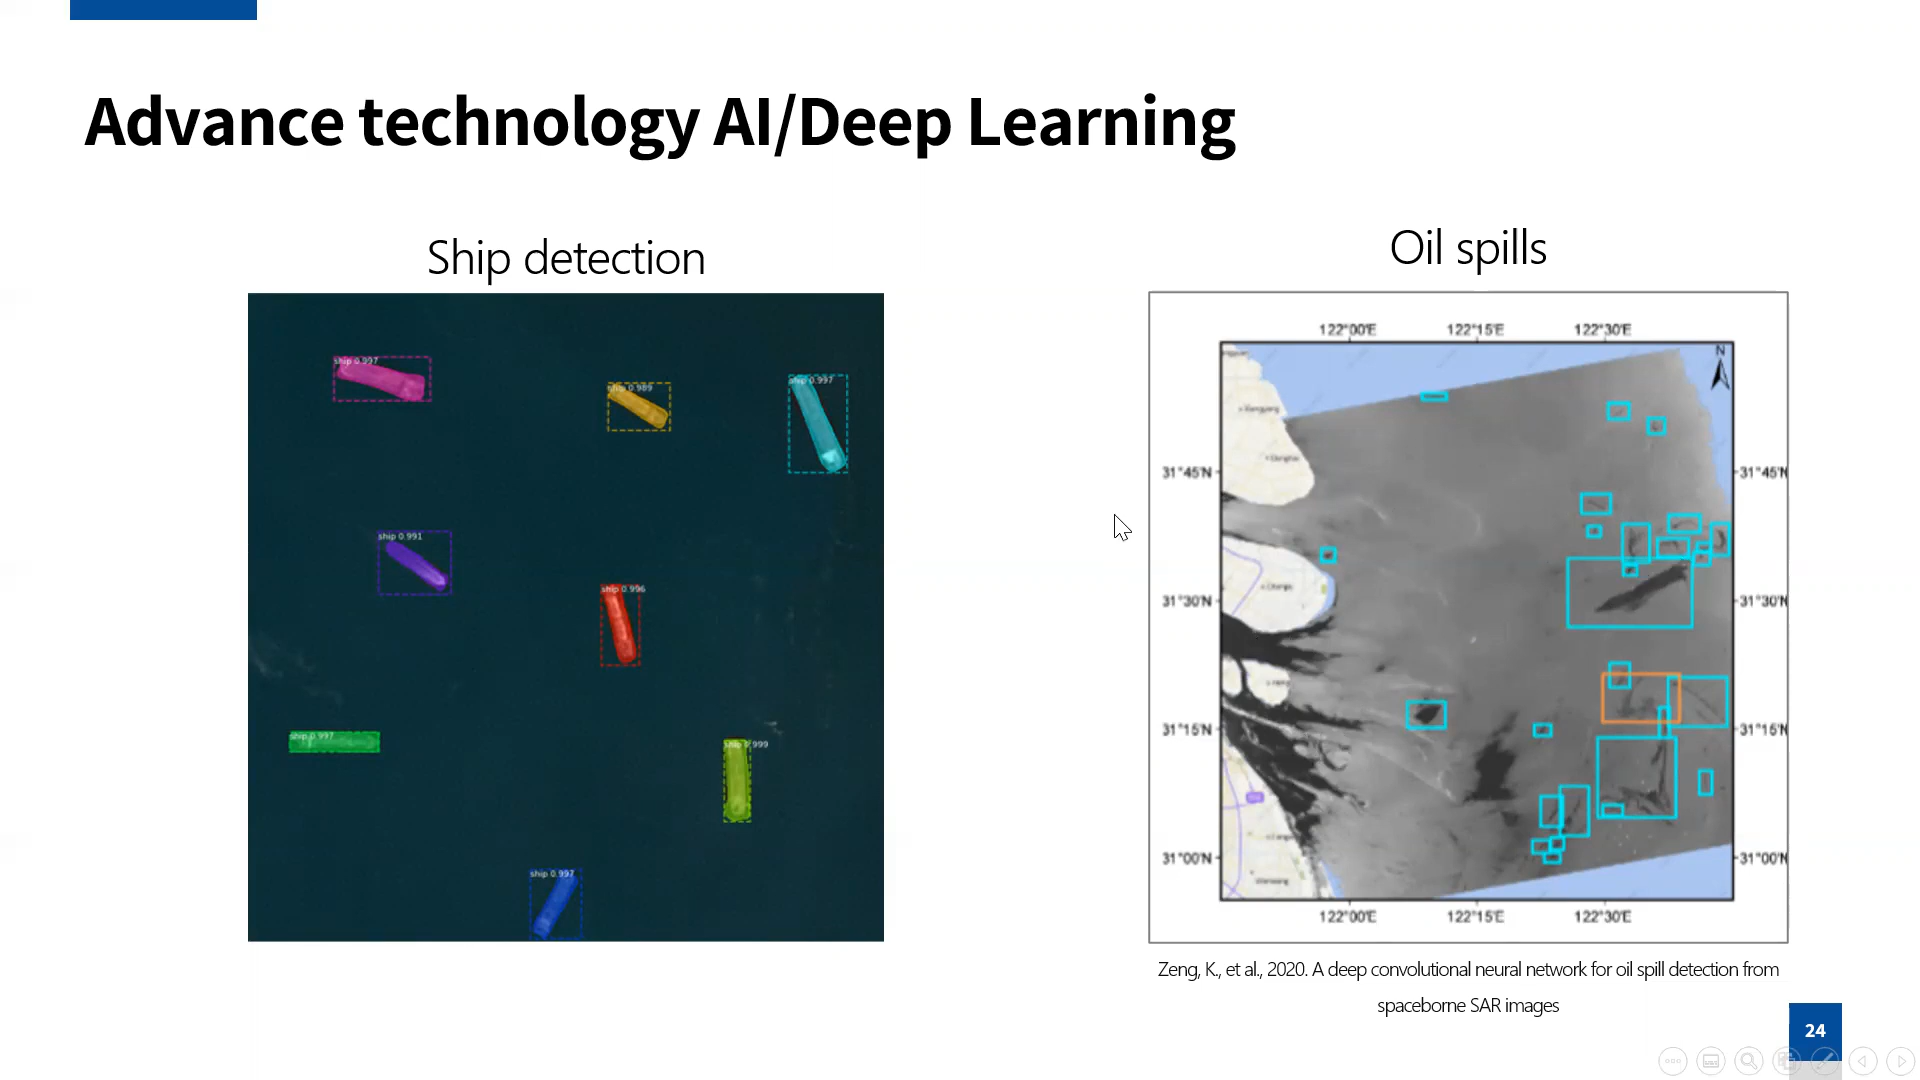 Advance technology AI/Deep Learning
Ship detection
ship 0.997
ship 0.989
ship 0.997
ship 0.991
ship 0.996
ship 0.997
ship 0.999
ship 0.997
Oil spills
122°00'E 122°15'E 122°30'E
N
31°45'N 31°45'N
31°30'N 31°30'N
31°15'N 31°15'N
31°00'N 31°00'N
122°00'E 122°15'E 122°30'E
Zeng, K., et al., 2020. A deep convolutional neural network for oil spill detection from
spaceborne SAR images
24